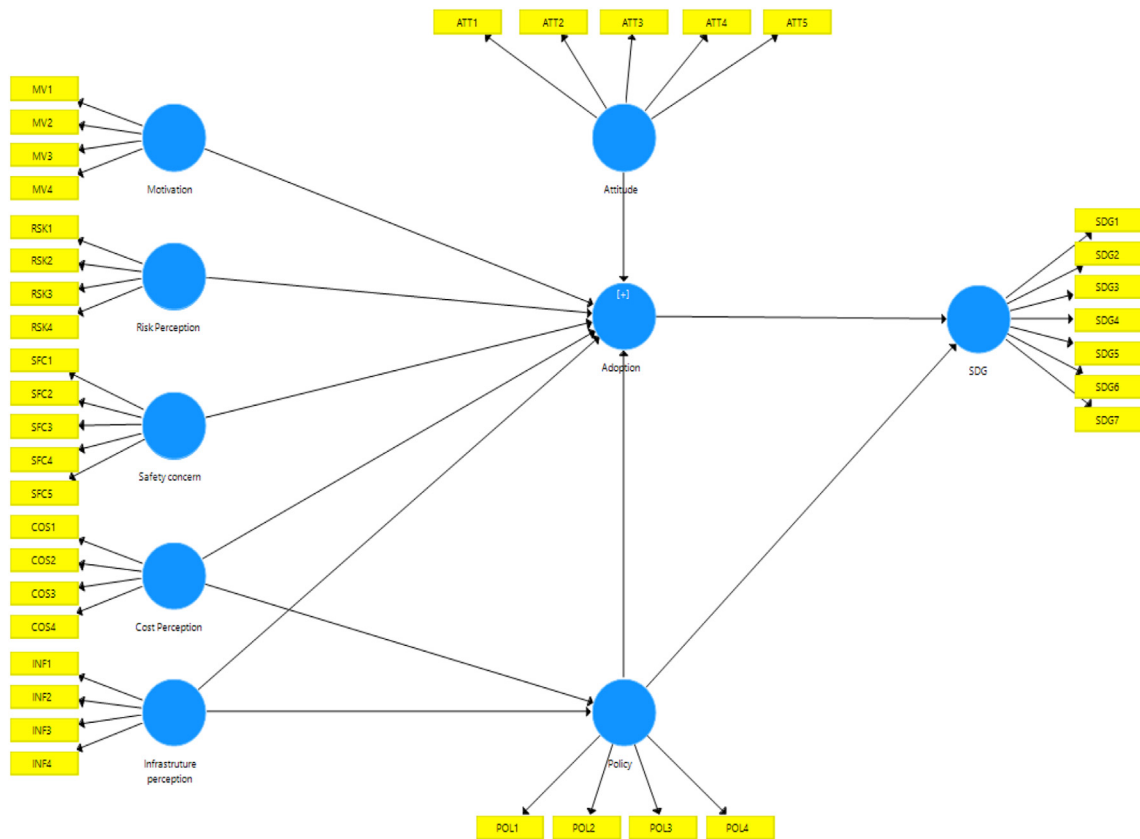 ATT1
ATT2
ATT3
ATT4
ATT5
MV1
MV2
MV3
MV4
Motivation
Attitude
RSK1
RSK2
RSK3
RSK4
Risk Perception
[+]
Adoption
SDG1
SDG2
SDG3
SDG4
SDG5
SDG6
SDG7
SDG
SFC1
SFC2
SFC3
SFC4
SFC5
Safety concern
COS1
COS2
COS3
COS4
Cost Perception
INF1
INF2
INF3
INF4
Infrastruture
perception
Policy
POL1
POL2
POL3
POL4